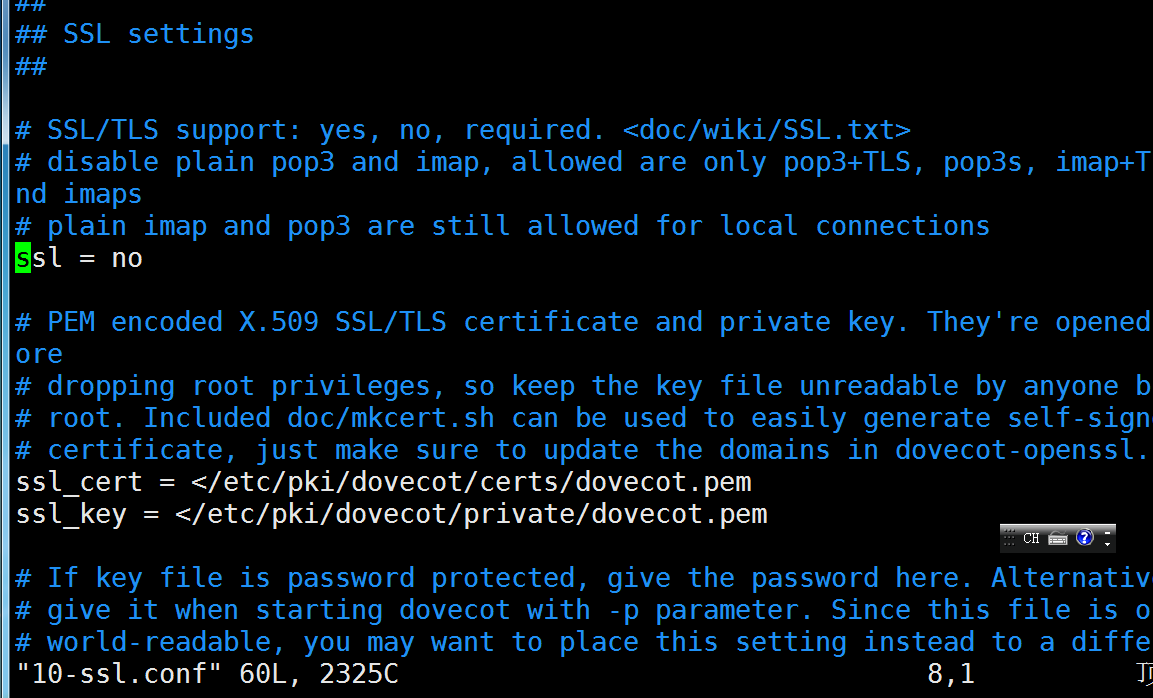 ##
## SSL settings
##
# SSL/TLS support: yes, no, required. <doc/wiki/SSL.txt>
# disable plain pop3 and imap, allowed are only pop3+TLS, pop3s, imap+T
nd imaps
# plain imap and pop3 are still allowed for local connections
ssl = no
# PEM encoded X.509 SSL/TLS certificate and private key. They're opened
ore
# dropping root privileges, so keep the key file unreadable by anyone b
# root. Included doc/mkcert.sh can be used to easily generate self-sign
# certificate, just make sure to update the domains in dovecot-openssl.
ssl_cert = </etc/pki/dovecot/certs/dovecot.pem
ssl_key = </etc/pki/dovecot/private/dovecot.pem
CH
# If key file is password protected, give the password here. Alternativ
# give it when starting dovecot with -p parameter. Since this file is o
# world-readable, you may want to place this setting instead to a diffe
"10-ssl.conf" 60L, 2325C 8,1 顶